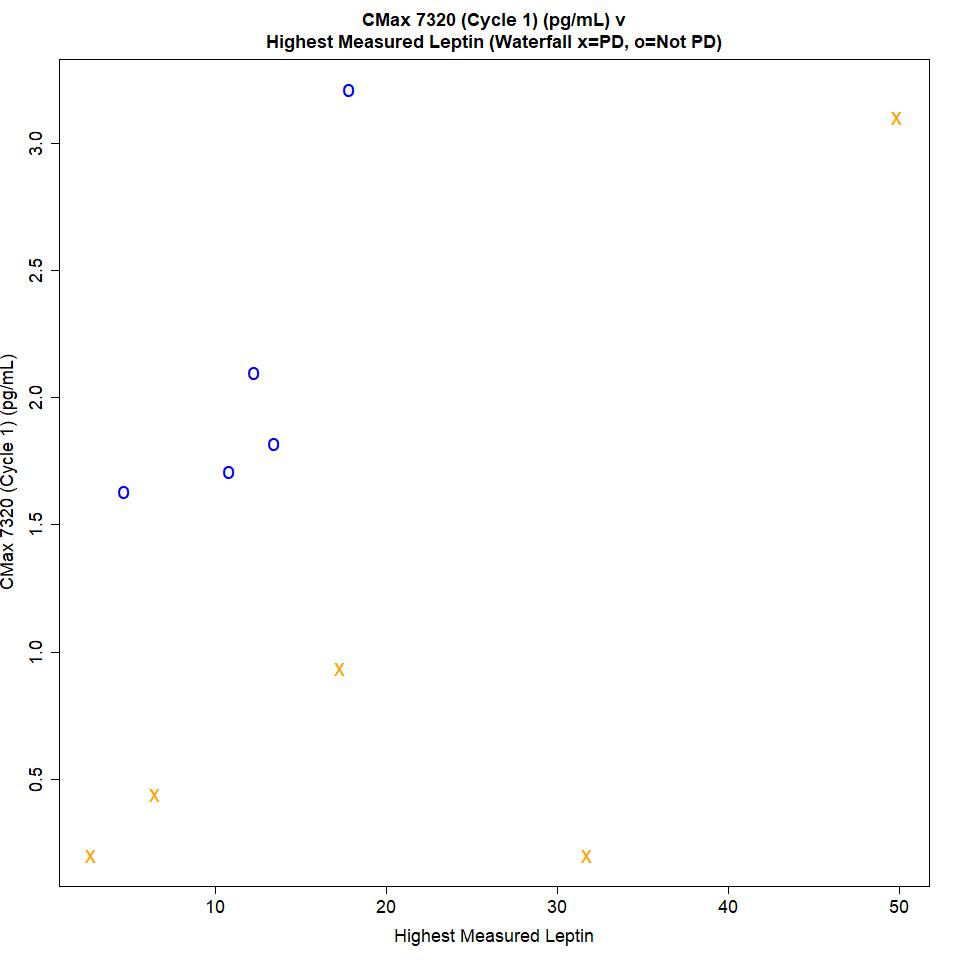 CMax 7320 (Cycle 1) (pg/mL) v
Highest Measured Leptin (Waterfall x=PD, o=Not PD)
CMax 7320 (Cycle 1) (pg/mL)
3.0
2.5
2.0
1.5
1.0
0.5
O
X
O
O
O
O
X
X
X
X
10 20 30 40 50
Highest Measured Leptin